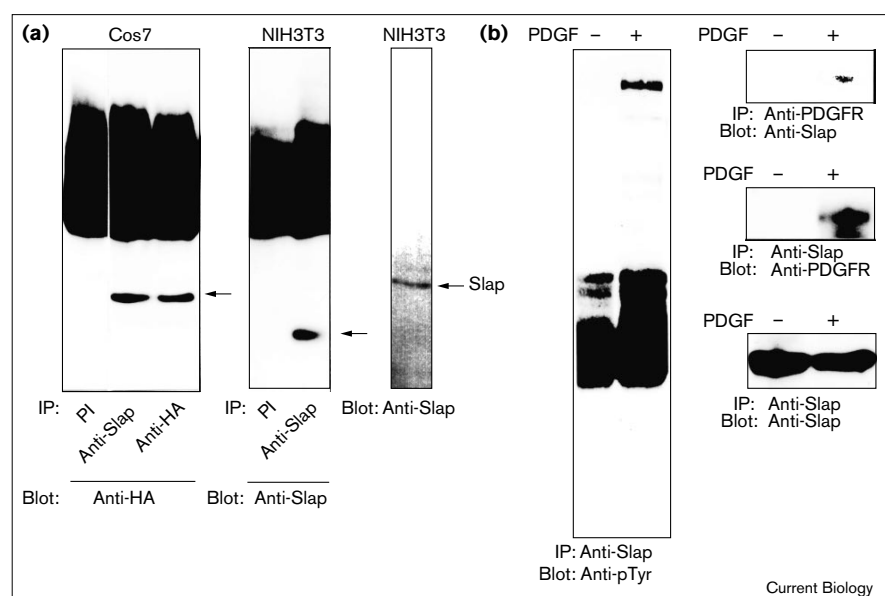 (a)
Cos7
NIH3T3
NIH3T3
Slap
IP: PI Anti-Slap Anti-HA
IP: PI Anti-Slap
Blot: Anti-Slap
Blot: Anti-HA
Blot: Anti-Slap
(b)
PDGF – +
IP: Anti-Slap
Blot: Anti-pTyr
PDGF – +
IP: Anti-PDGFR
Blot: Anti-Slap
PDGF – +
IP: Anti-Slap
Blot: Anti-PDGFR
PDGF – +
IP: Anti-Slap
Blot: Anti-Slap
Current Biology